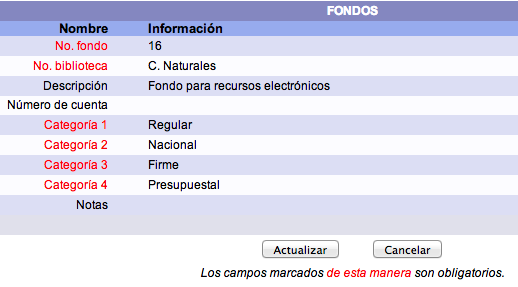 FONDOS
Nombre Información
No. fondo 16
No. biblioteca C. Naturales
Descripción Fondo para recursos electrónicos
Número de cuenta
Categoría 1 Regular
Categoría 2 Nacional
Categoría 3 Firme
Categoría 4 Presupuestal
Notas
Actualizar Cancelar
Los campos marcados de esta manera son obligatorios.